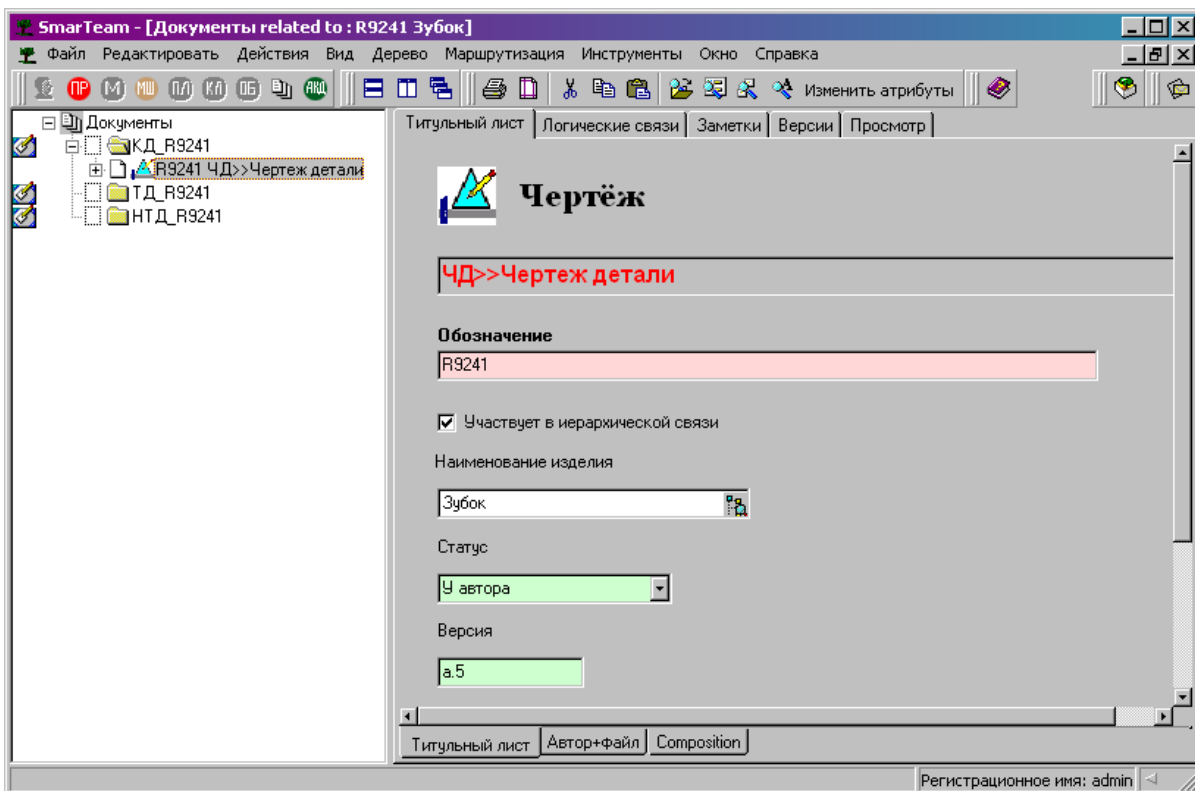 SmarTeam - [Документы related to : R9241 Зубок]
Файл Редактировать Действия Вид Дерево Маршрутизация Инструменты Окно Справка
ПР М МШ ПЛ КЛ ПБ Изменить атрибуты
Документы
КД_R9241
R9241 ЧД>>Чертеж детали
ТД_R9241
НТД_R9241
Титульный лист Логические связи Заметки Версии Просмотр
Чертёж
ЧД>>Чертеж детали
Обозначение
R9241
Участвует в иерархической связи
Наименование изделия
Зубок
Статус
У автора
Версия
a.5
Титульный лист Автор+файл Composition
Регистрационное имя: admin